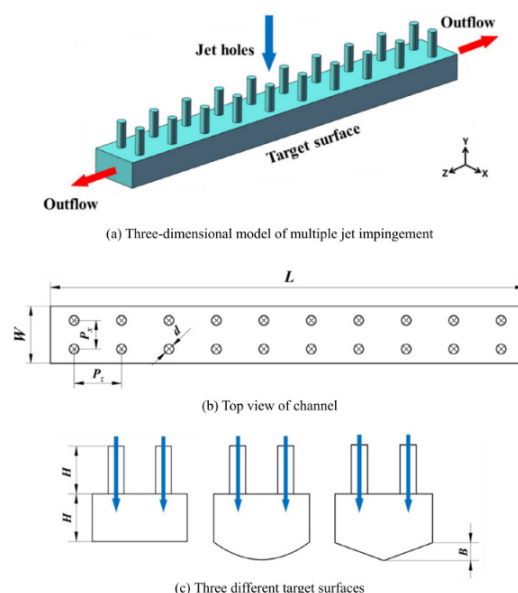 Outflow
Jet holes
Target surface
Y
Z X
Outflow
(a) Three-dimensional model of multiple jet impingement
L
W
Px
d
Pz
(b) Top view of channel
H
H
B
(c) Three different target surfaces